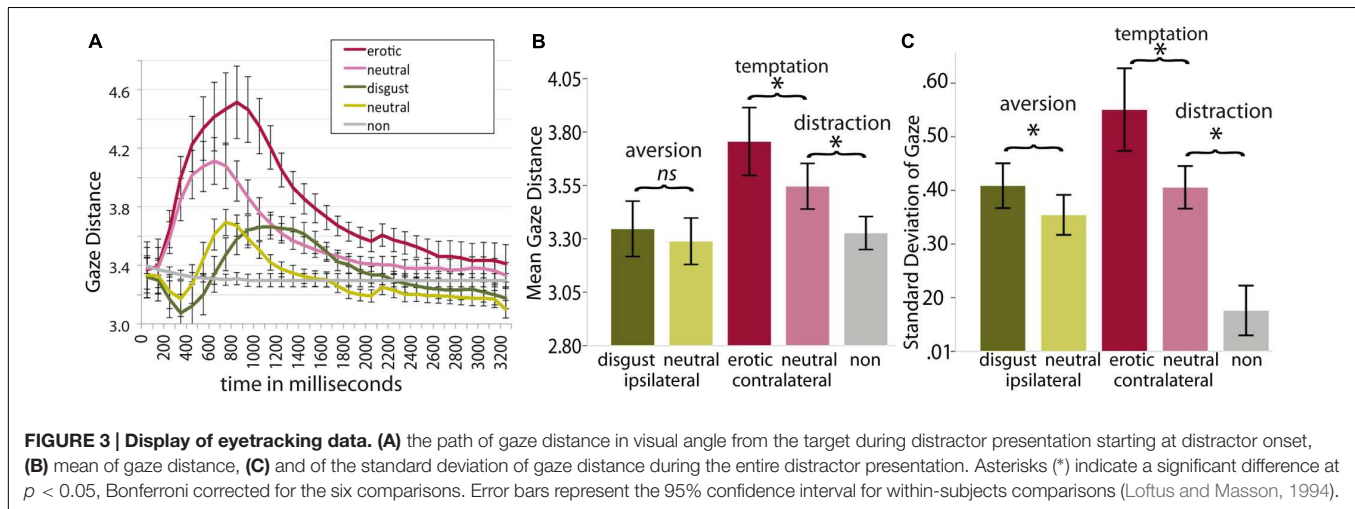 A
erotic
neutral
disgust
neutral
non
4.6
4.2
3.8
3.4
3.0
Gaze Distance
0
200
400
600
800
1000
1200
1400
1600
1800
2000
2200
2400
2600
2800
3000
3200
time in milliseconds
B
4.05
3.80
3.55
3.30
3.05
2.80
Mean Gaze Distance
aversion
ns
temptation
*
distraction
*
disgust neutral erotic neutral non
ipsilateral contralateral
C
.60
.50
.40
.30
.20
.01
Standard Deviation of Gaze
aversion
*
temptation
*
distraction
*
disgust neutral erotic neutral non
ipsilateral contralateral
FIGURE 3 | Display of eyetracking data. (A) the path of gaze distance in visual angle from the target during distractor presentation starting at distractor onset,
(B) mean of gaze distance, (C) and of the standard deviation of gaze distance during the entire distractor presentation. Asterisks (*) indicate a significant difference at
p < 0.05, Bonferroni corrected for the six comparisons. Error bars represent the 95% confidence interval for within-subjects comparisons (Loftus and Masson, 1994).